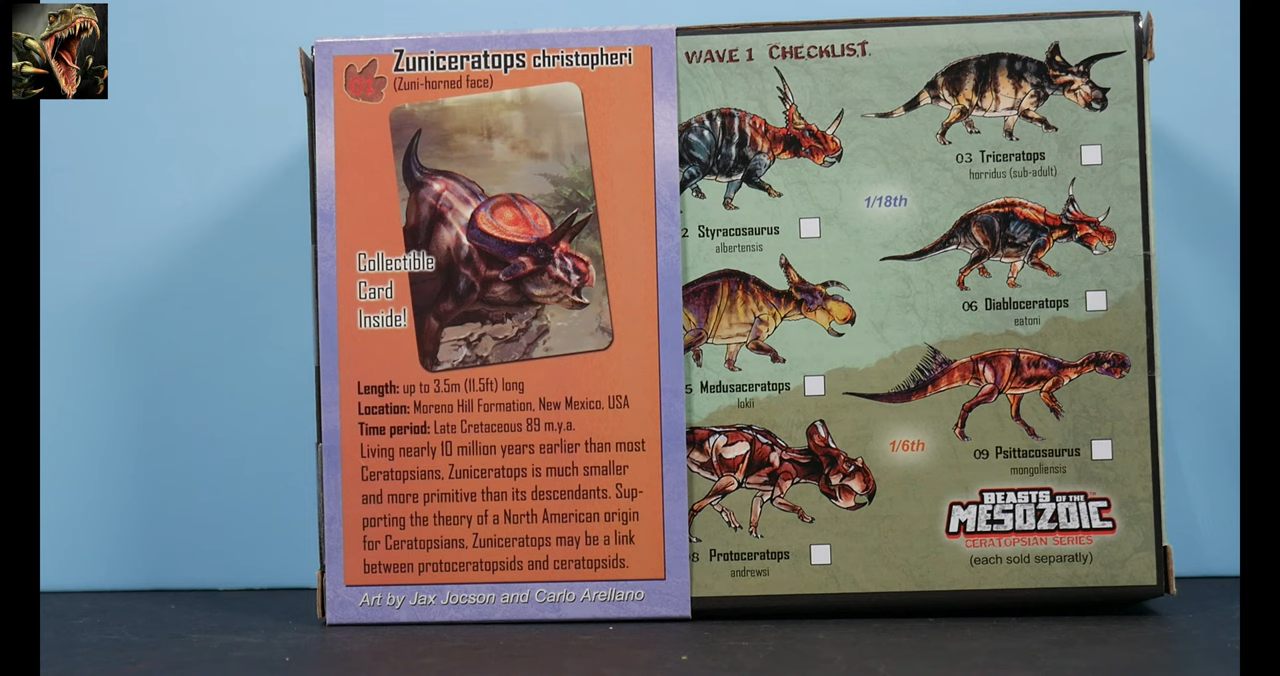 01
Zuniceratops christopheri
(Zuni-horned face)
Collectible
Card
Inside!
Length: up to 3.5m (11.5ft) long
Location: Moreno Hill Formation, New Mexico, USA
Time period: Late Cretaceous 89 m.y.a.
Living nearly 10 million years earlier than most
Ceratopsians, Zuniceratops is much smaller
and more primitive than its descendants. Sup-
porting the theory of a North American origin
for Ceratopsians, Zuniceratops may be a link
between protoceratopsids and ceratopsids.
Art by Jax Jocson and Carlo Arellano
WAVE 1 CHECKLIST.
03 Triceratops
horridus (sub-adult)
1/18th
2 Styracosaurus
albertensis
06 Diabloceratops
eatoni
5 Medusaceratops
lokii
1/6th
09 Psittacosaurus
mongoliensis
8 Protoceratops
andrewsi
BEASTS OF THE
MESOZOIC
CERATOPSIAN SERIES
(each sold separatly)